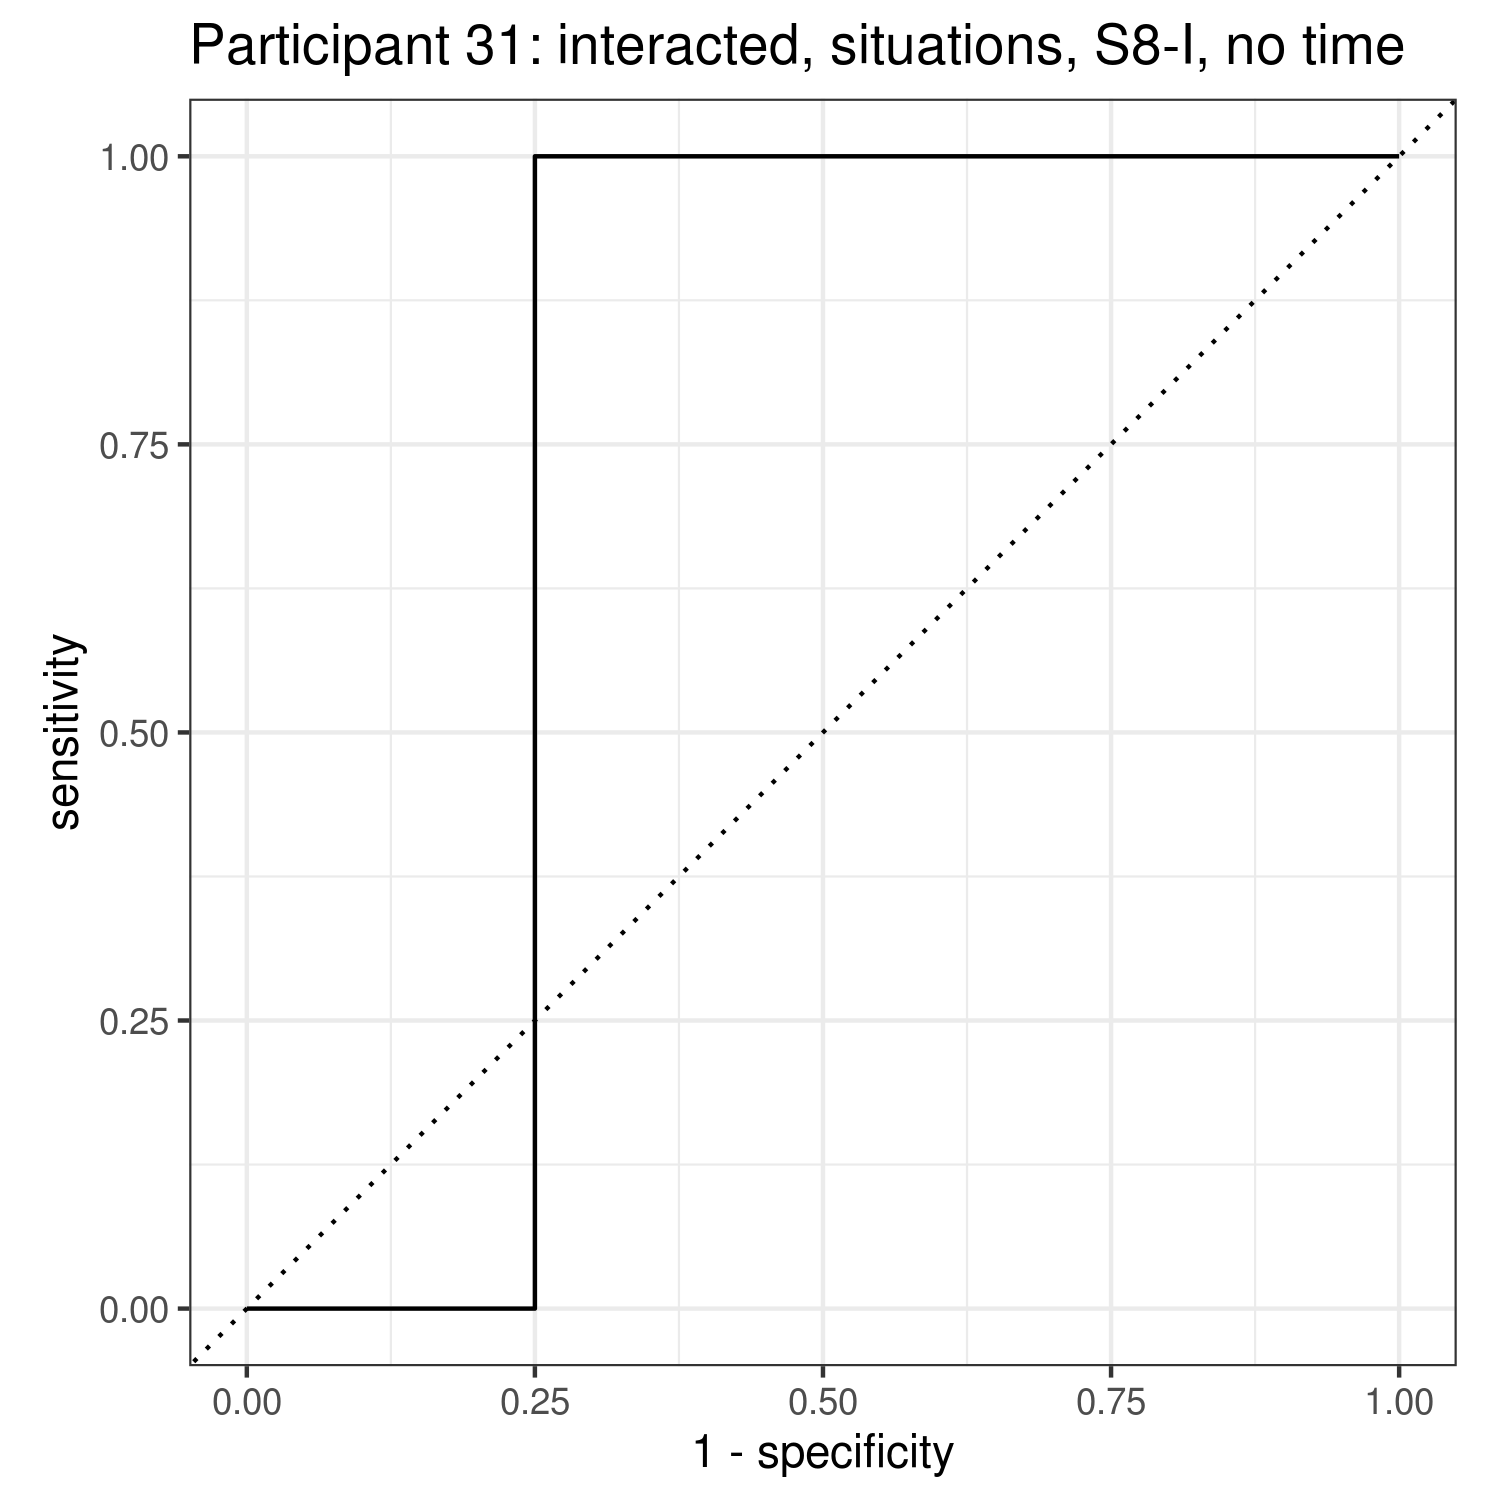 Participant 31: interacted, situations, S8-I, no time
1.00
0.75
0.50
0.25
0.00
sensitivity
0.00 0.25 0.50 0.75 1.00
1 - specificity